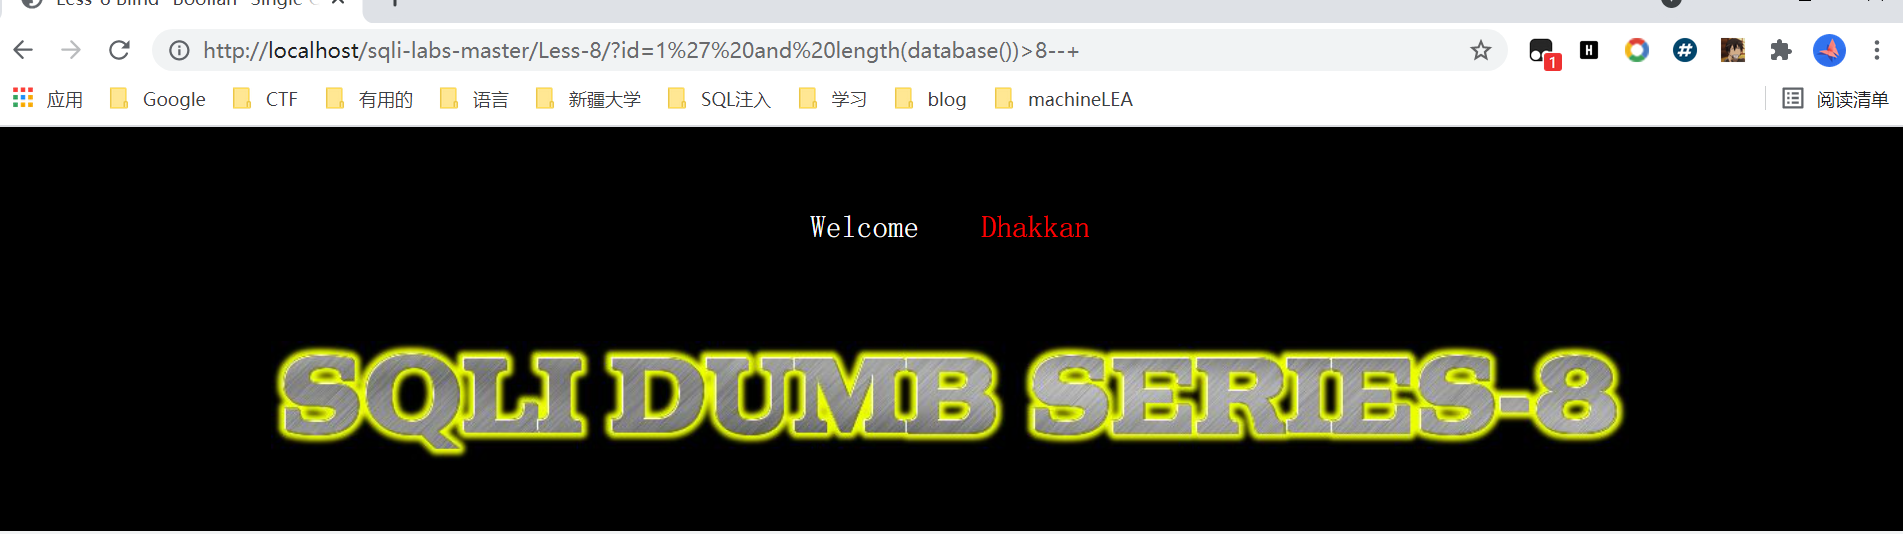 http://localhost/sqli-labs-master/Less-8/?id=1%27%20and%20length(database())>8--+
1
H
#
应用 Google CTF 有用的 语言 新疆大学 SQL注入 学习 blog machineLEA 阅读清单
Welcome Dhakkan
SQLI DUMB SERIES-8